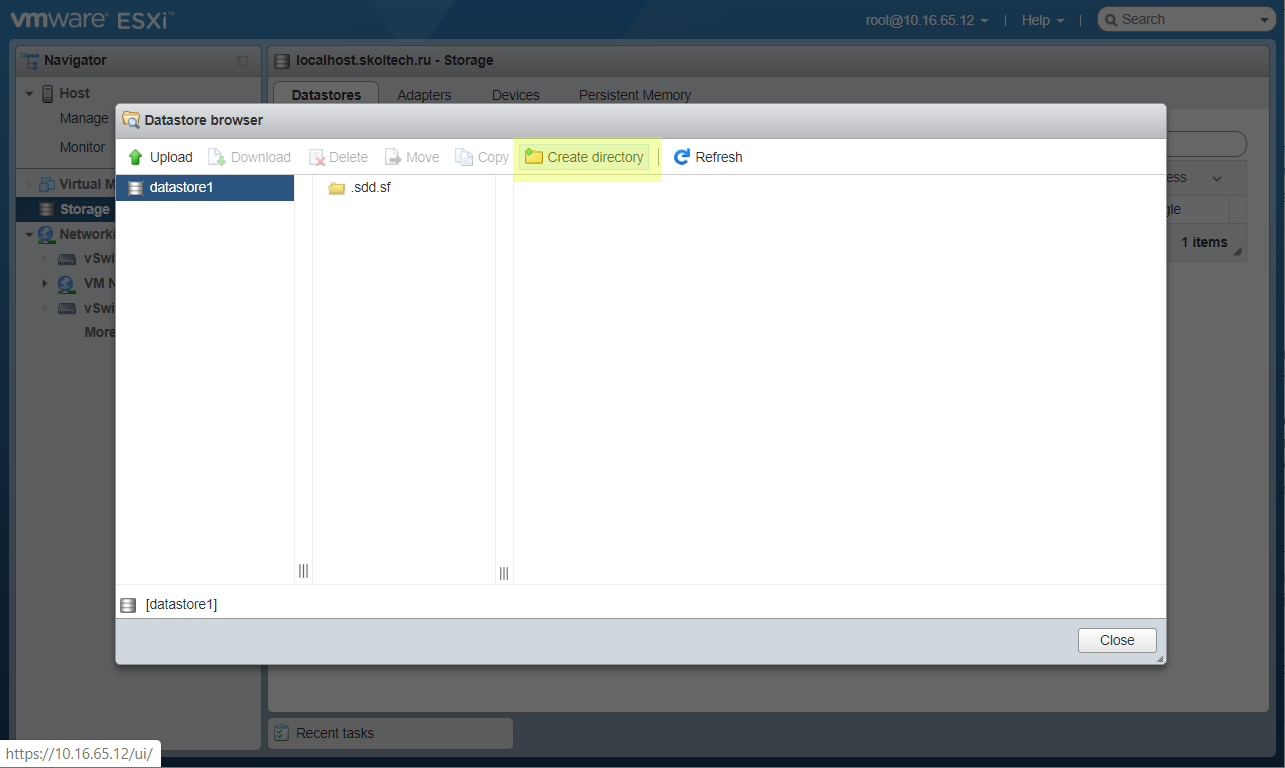 vmware ESXi™
root@10.16.65.12 | Help | Search
Navigator
localhost.skoltech.ru - Storage
Host
Manage
Monitor
Virtual M
Storage
Networki
vSwi
VM N
vSwi
More
Datastores Adapters Devices Persistent Memory
ess
gle
1 items
Datastore browser
Upload Download Delete Move Copy Create directory | Refresh
datastore1
.sdd.sf
[datastore1]
Close
Recent tasks
https://10.16.65.12/ui/